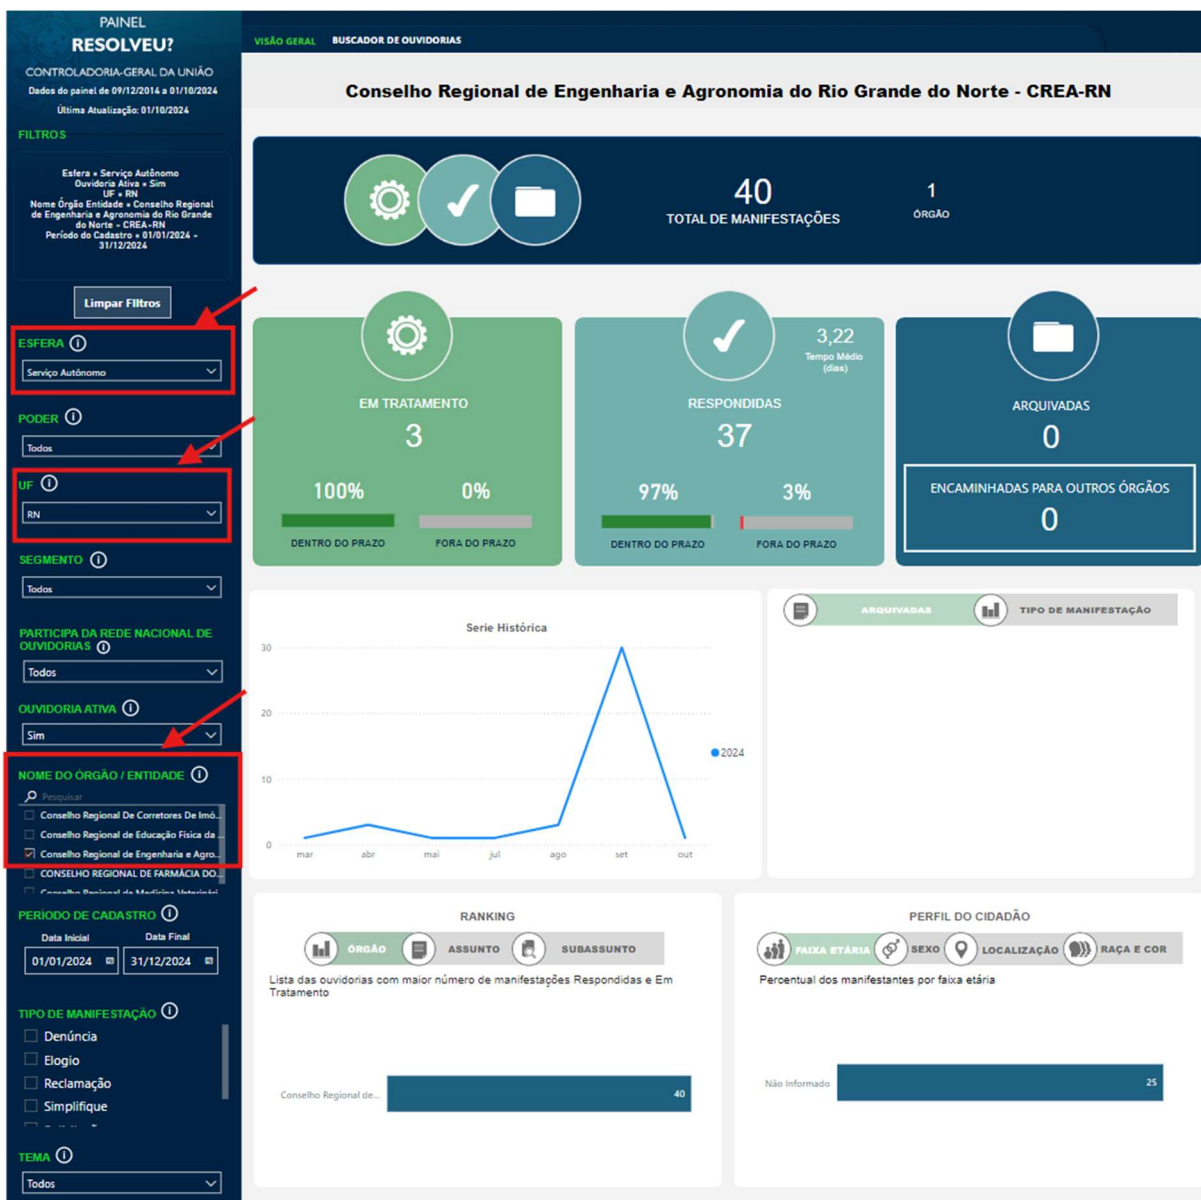 PAINEL
RESOLVEU?
CONTROLADORIA-GERAL DA UNIÃO
Dados do painel de 09/12/2014 a 01/10/2024
Última Atualização: 01/10/2024
FILTROS
Esfera = Serviço Autônomo
Ouvidoria Ativa = Sim
UF = RN
Nome Órgão Entidade = Conselho Regional
de Engenharia e Agronomia do Rio Grande
do Norte - CREA-RN
Período do Cadastro = 01/01/2024 -
31/12/2024
Limpar FIltros
ESFERA
Serviço Autônomo
PODER
Todos
UF
RN
SEGMENTO
Todos
PARTICIPA DA REDE NACIONAL DE
OUVIDORIAS
Todos
OUVIDORIA ATIVA
Sim
NOME DO ÓRGÃO / ENTIDADE
Pesquisar
Conselho Regional De Corretores De Imó...
Conselho Regional de Educação Física da ...
Conselho Regional de Engenharia e Agro...
CONSELHO REGIONAL DE FARMÁCIA DO...
Conselho Regional de Medicina Veterinári...
PERÍODO DE CADASTRO
Data Inicial Data Final
01/01/2024 31/12/2024
TIPO DE MANIFESTAÇÃO
Denúncia
Elogio
Reclamação
Simplifique
TEMA
Todos
VISÃO GERAL BUSCADOR DE OUVIDORIAS
Conselho Regional de Engenharia e Agronomia do Rio Grande do Norte - CREA-RN
40
TOTAL DE MANIFESTAÇÕES
1
ÓRGÃO
EM TRATAMENTO
3
100% 0%
DENTRO DO PRAZO FORA DO PRAZO
3,22
Tempo Médio
(dias)
RESPONDIDAS
37
97% 3%
DENTRO DO PRAZO FORA DO PRAZO
ARQUIVADAS
0
ENCAMINHADAS PARA OUTROS ÓRGÃOS
0
Serie Histórica
30
20
10
0
mar abr mai jul ago set out
2024
ARQUIVADAS TIPO DE MANIFESTAÇÃO
RANKING
ÓRGÃO ASSUNTO SUBASSUNTO
Lista das ouvidorias com maior número de manifestações Respondidas e Em
Tratamento
Conselho Regional de... 40
PERFIL DO CIDADÃO
FAIXA ETÁRIA SEXO LOCALIZAÇÃO RAÇA E COR
Percentual dos manifestantes por faixa etária
Não Informado 25